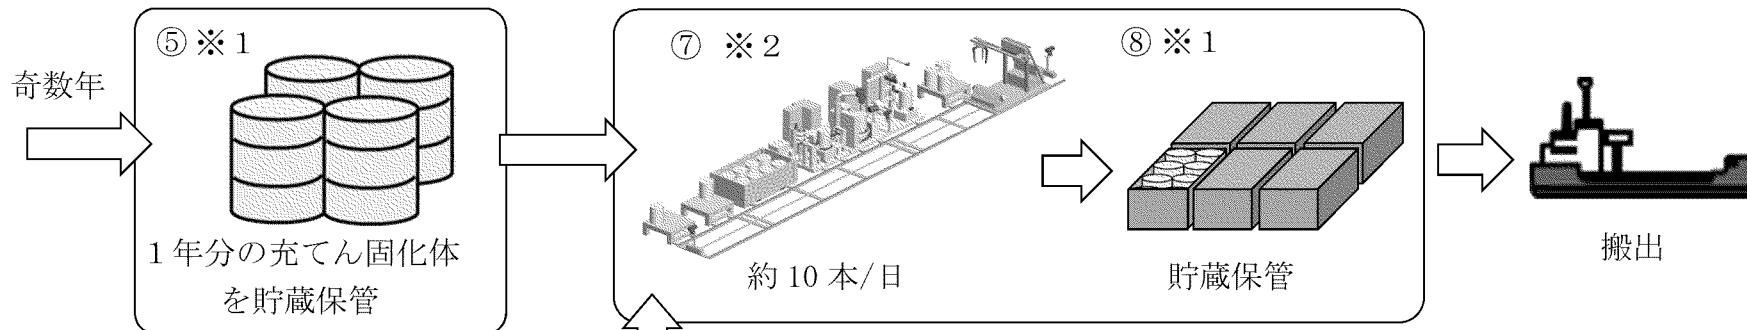 奇数年
⑤ ※1
1年分の充てん固化体
を貯蔵保管
⑦ ※2
約10本/日
⑧ ※1
貯蔵保管
搬出